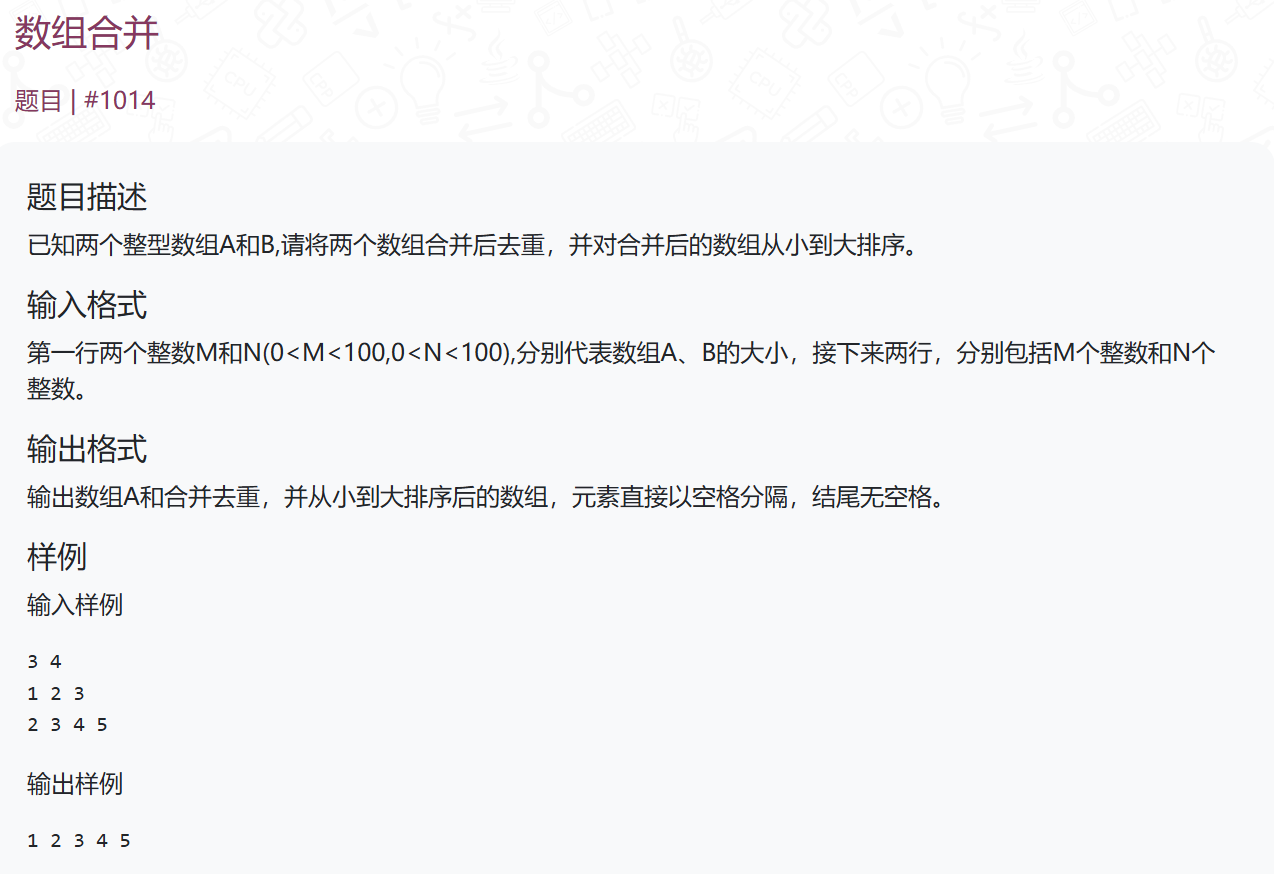 数组合并
题目 | #1014
题目描述
已知两个整型数组A和B,请将两个数组合并后去重，并对合并后的数组从小到大排序。
输入格式
第一行两个整数M和N(0<M<100,0<N<100),分别代表数组A、B的大小，接下来两行，分别包括M个整数和N个
整数。
输出格式
输出数组A和合并去重，并从小到大排序后的数组，元素直接以空格分隔，结尾无空格。
样例
输入样例
3 4
1 2 3
2 3 4 5
输出样例
1 2 3 4 5